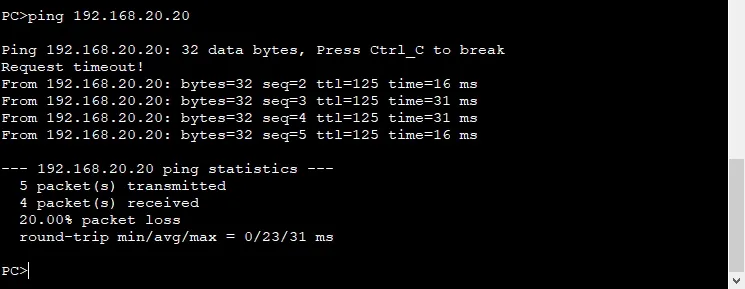 PC>ping 192.168.20.20
Ping 192.168.20.20: 32 data bytes, Press Ctrl_C to break
Request timeout!
From 192.168.20.20: bytes=32 seq=2 ttl=125 time=16 ms
From 192.168.20.20: bytes=32 seq=3 ttl=125 time=31 ms
From 192.168.20.20: bytes=32 seq=4 ttl=125 time=31 ms
From 192.168.20.20: bytes=32 seq=5 ttl=125 time=16 ms
--- 192.168.20.20 ping statistics ---
5 packet(s) transmitted
4 packet(s) received
20.00% packet loss
round-trip min/avg/max = 0/23/31 ms
PC>